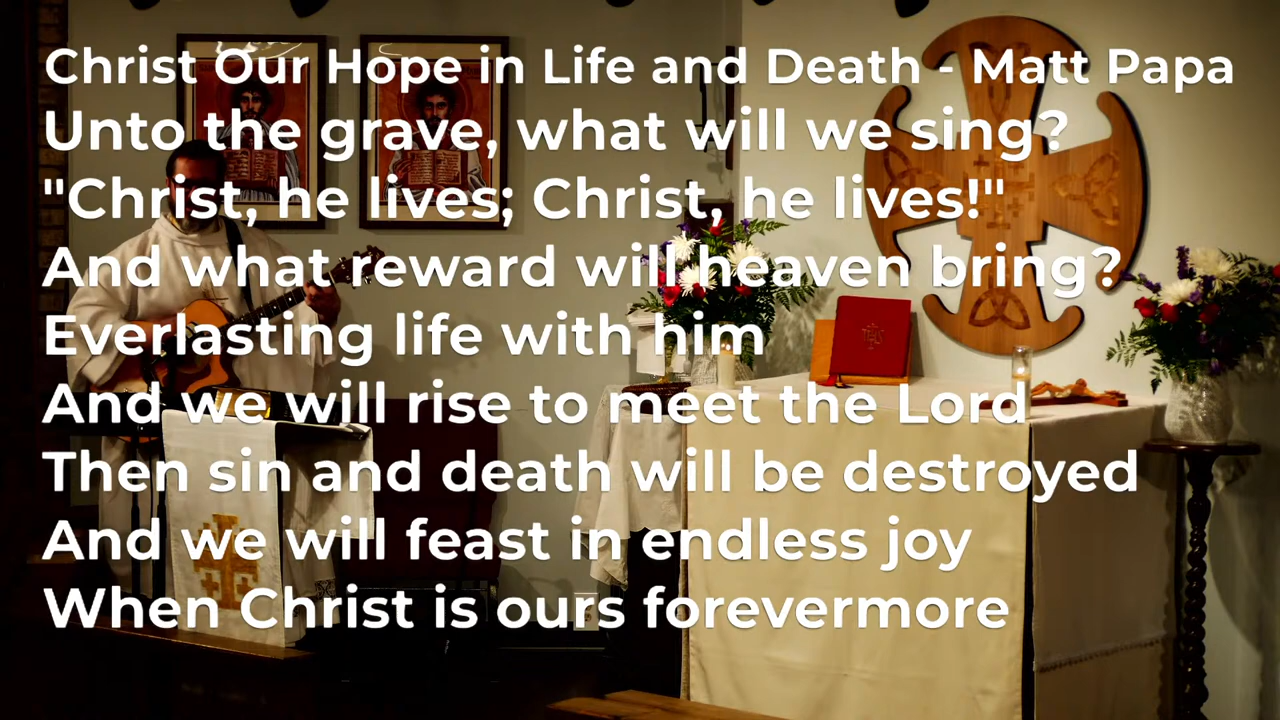 Christ Our Hope in Life and Death - Matt Papa
Unto the grave, what will we sing?
"Christ, he lives; Christ, he lives!"
And what reward will heaven bring?
Everlasting life with him
And we will rise to meet the Lord
Then sin and death will be destroyed
And we will feast in endless joy
When Christ is ours forevermore